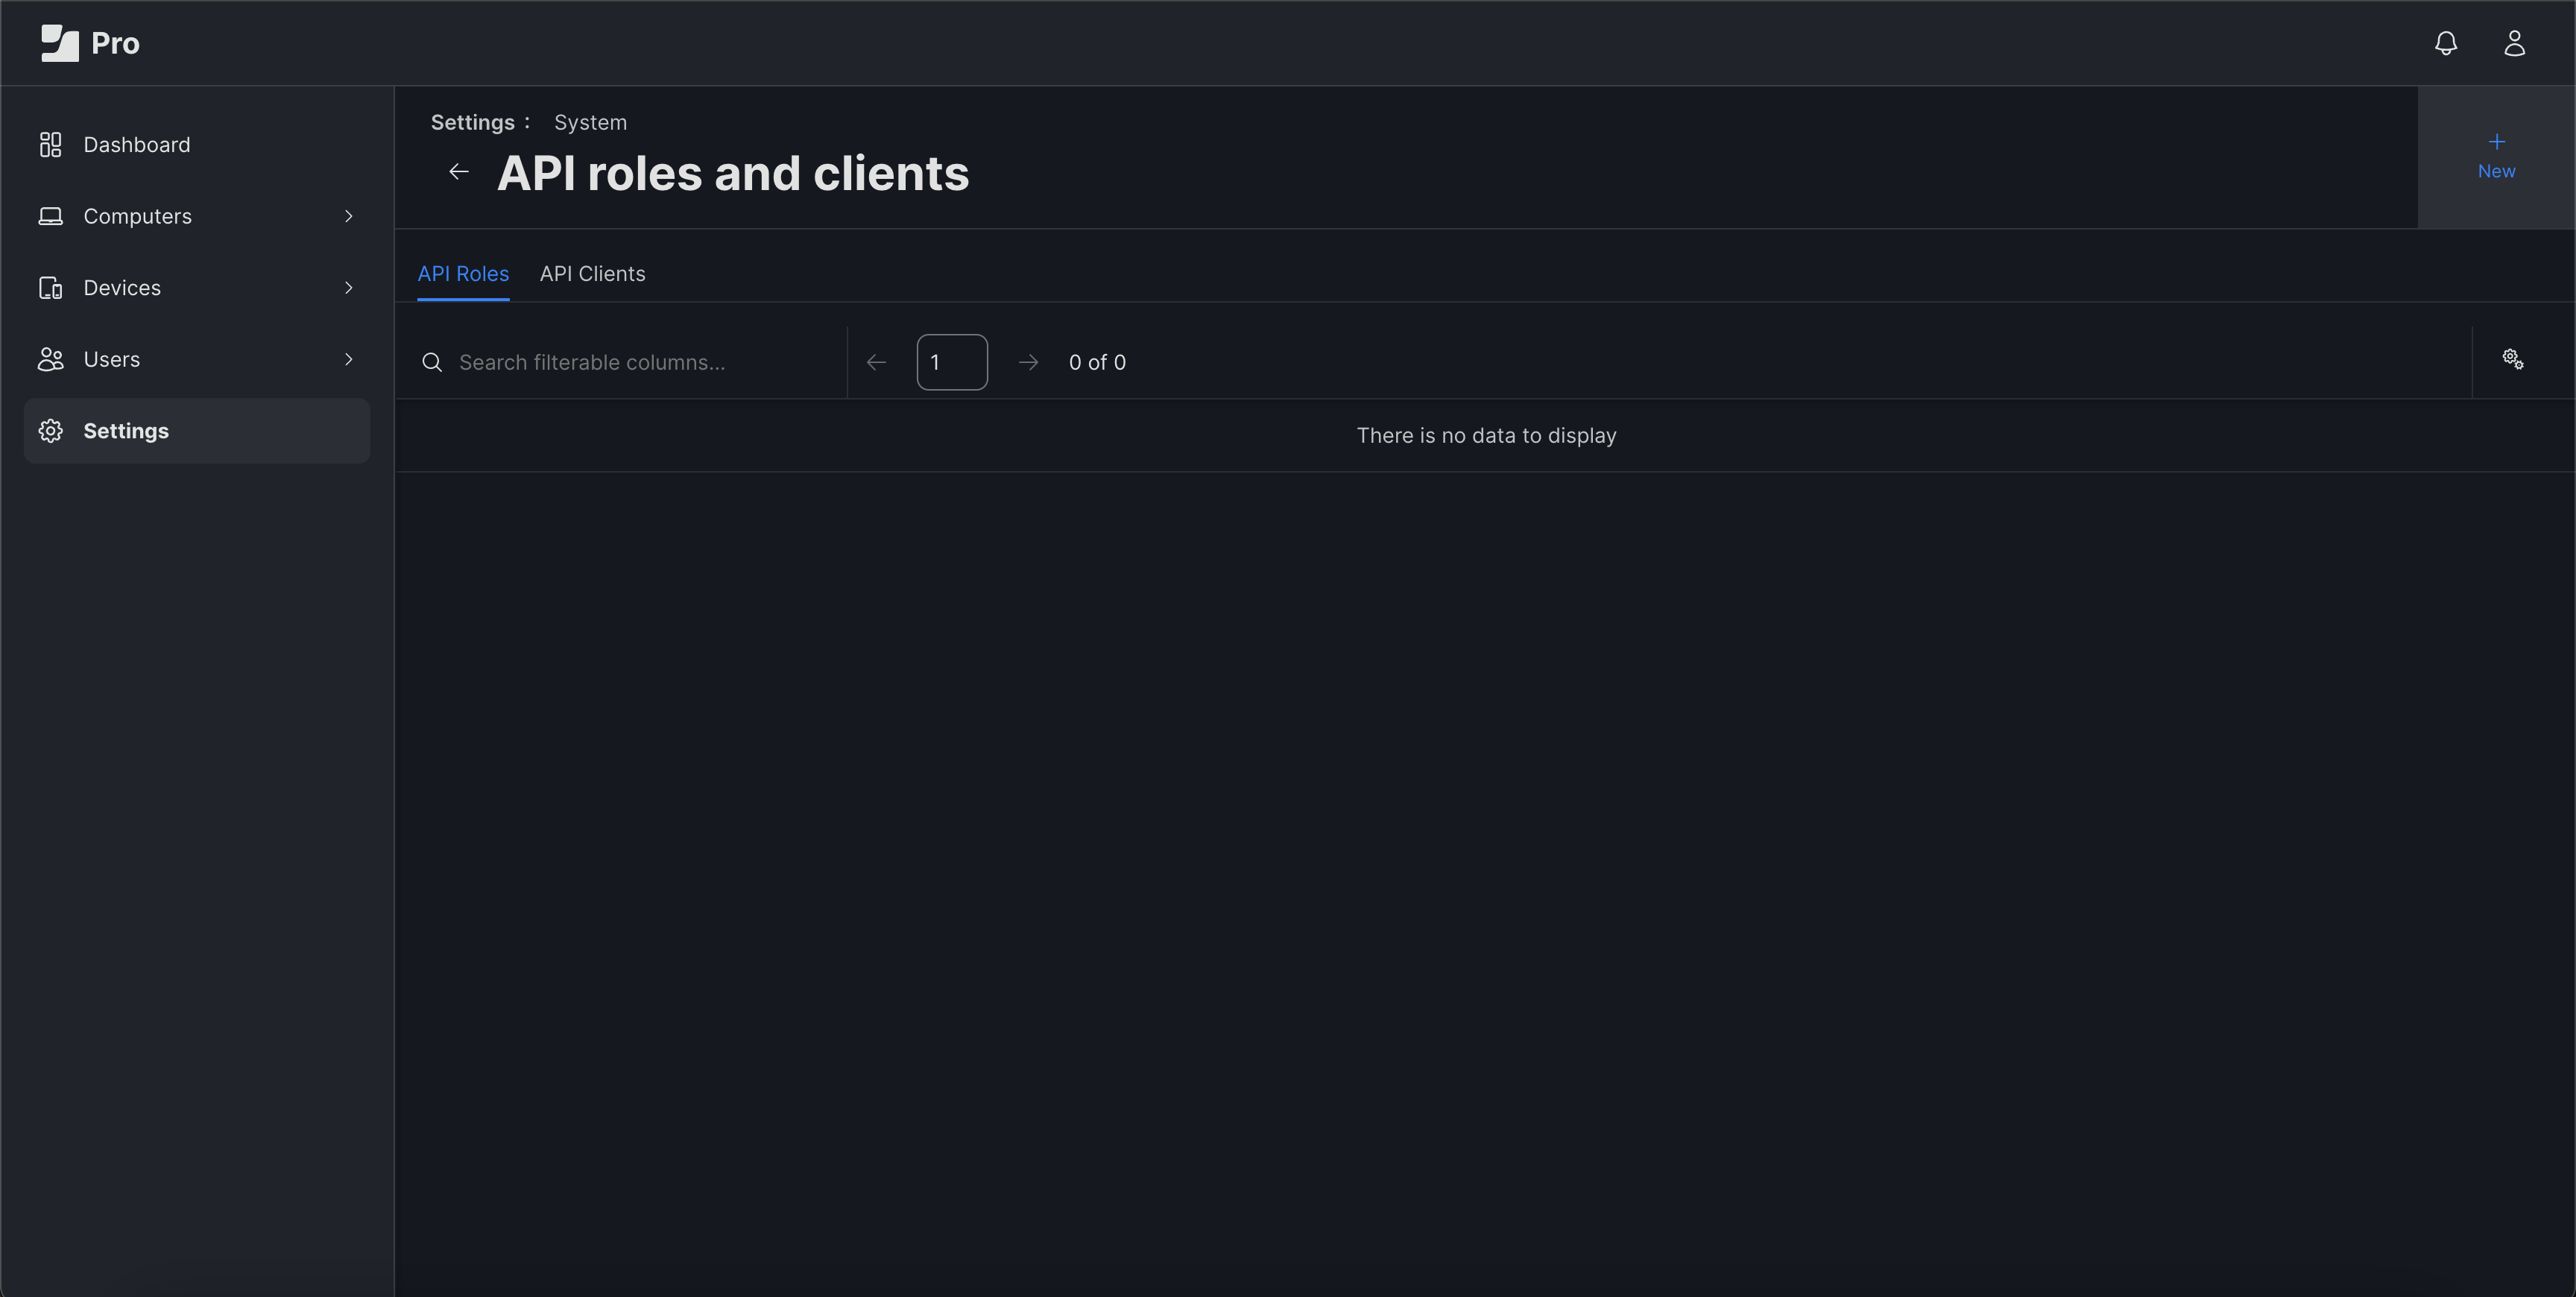 Pro
Dashboard
Computers
Devices
Users
Settings
Settings : System
API roles and clients
New
API Roles API Clients
Search filterable columns... 1 0 of 0
There is no data to display